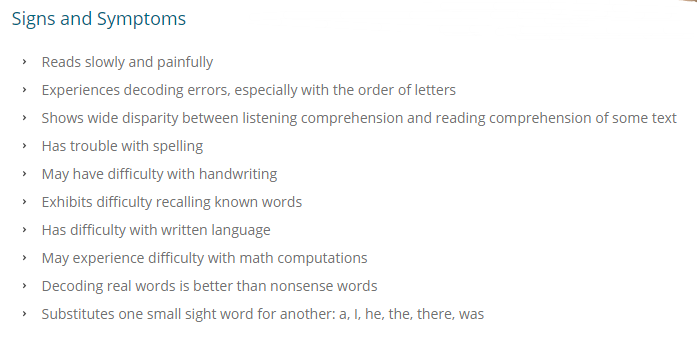 Signs and Symptoms
Reads slowly and painfully
Experiences decoding errors, especially with the order of letters
Shows wide disparity between listening comprehension and reading comprehension of some text
Has trouble with spelling
May have difficulty with handwriting
Exhibits difficulty recalling known words
Has difficulty with written language
May experience difficulty with math computations
Decoding real words is better than nonsense words
Substitutes one small sight word for another: a, I, he, the, there, was